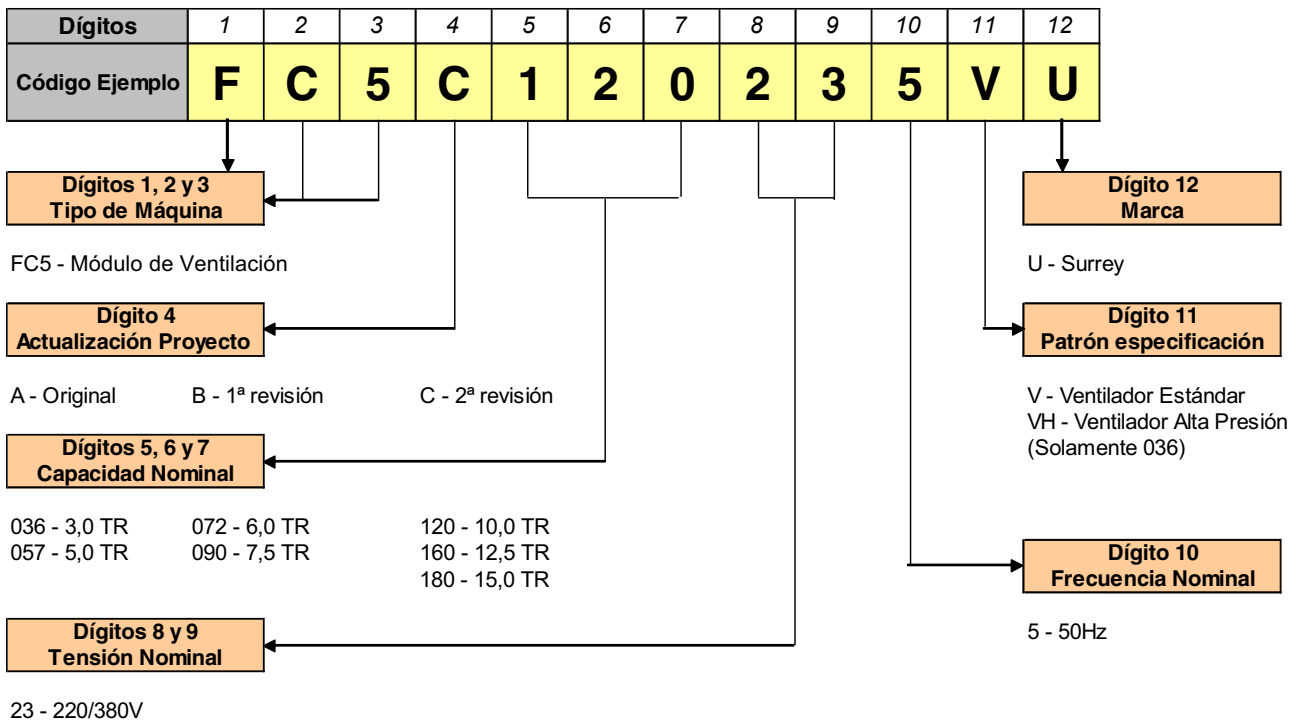 Dígitos 1 2 3 4 5 6 7 8 9 10 11 12
Código Ejemplo F C 5 C 1 2 0 2 3 5 V U
Dígitos 1, 2 y 3
Tipo de Máquina
FC5 - Módulo de Ventilación
Dígito 4
Actualización Proyecto
A - Original B - 1ª revisión C - 2ª revisión
Dígitos 5, 6 y 7
Capacidad Nominal
036 - 3,0 TR 072 - 6,0 TR 120 - 10,0 TR
057 - 5,0 TR 090 - 7,5 TR 160 - 12,5 TR
180 - 15,0 TR
Dígitos 8 y 9
Tensión Nominal
23 - 220/380V
Dígito 12
Marca
U - Surrey
Dígito 11
Patrón especificación
V - Ventilador Estándar
VH - Ventilador Alta Presión
(Solamente 036)
Dígito 10
Frecuencia Nominal
5 - 50Hz